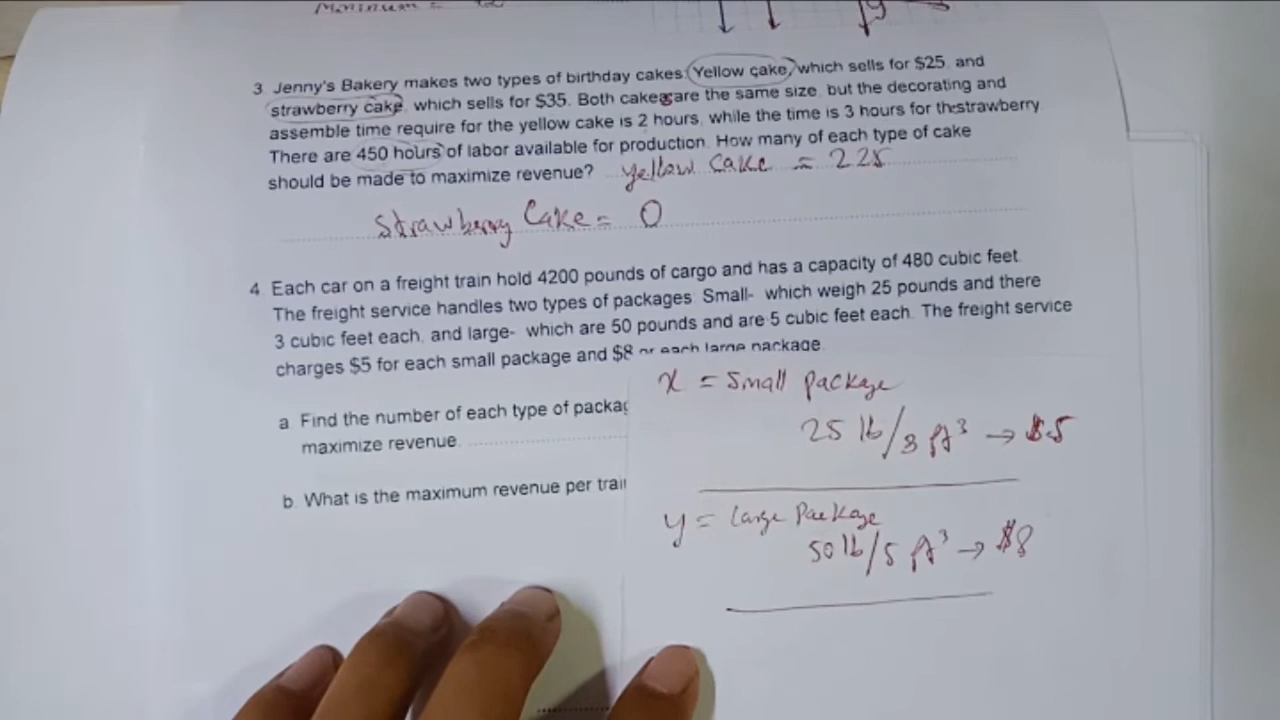 Minimum =
3. Jenny's Bakery makes two types of birthday cakes: Yellow cake, which sells for $25, and
strawberry cake, which sells for $35. Both cakes are the same size, but the decorating and
assemble time require for the yellow cake is 2 hours, while the time is 3 hours for the strawberry
There are 450 hours of labor available for production. How many of each type of cake
should be made to maximize revenue? yellow cake = 225
Strawberry Cake = 0
4. Each car on a freight train hold 4200 pounds of cargo and has a capacity of 480 cubic feet.
The freight service handles two types of packages: Small- which weigh 25 pounds and there
3 cubic feet each, and large- which are 50 pounds and are 5 cubic feet each. The freight service
charges $5 for each small package and $8 or each large package.
a. Find the number of each type of packag
maximize revenue.
b. What is the maximum revenue per trai
x = Small package
25 lb/3 ft³ → $5
y = large Package
50 lb/5 ft³ → $8